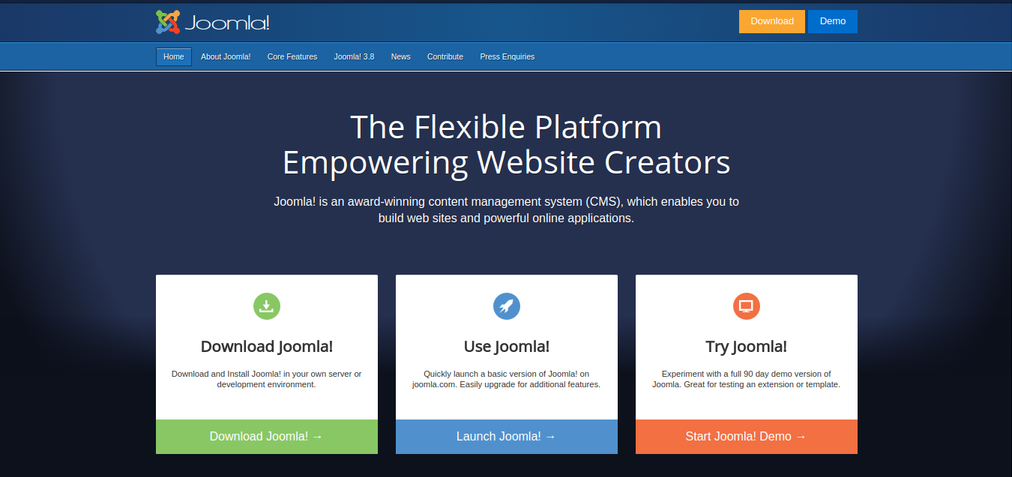 Joomla!
Download
Demo
Home
About Joomla!
Core Features
Joomla! 3.8
News
Contribute
Press Enquiries
The Flexible Platform
Empowering Website Creators
Joomla! is an award-winning content management system (CMS), which enables you to
build web sites and powerful online applications.
Download Joomla!
Download and Install Joomla! in your own server or
development environment.
Download Joomla! →
Use Joomla!
Quickly launch a basic version of Joomla! on
joomla.com. Easily upgrade for additional features.
Launch Joomla! →
Try Joomla!
Experiment with a full 90 day demo version of
Joomla. Great for testing an extension or template.
Start Joomla! Demo →